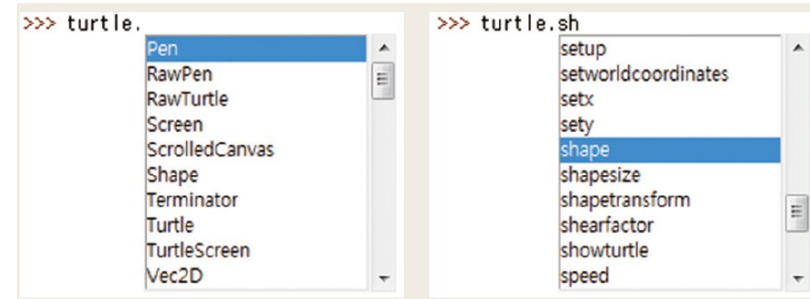 >>> turtle.
Pen
RawPen
RawTurtle
Screen
ScrolledCanvas
Shape
Terminator
Turtle
TurtleScreen
Vec2D
>>> turtle.sh
setup
setworldcoordinates
setx
sety
shape
shapesize
shapetransform
shearfactor
showturtle
speed